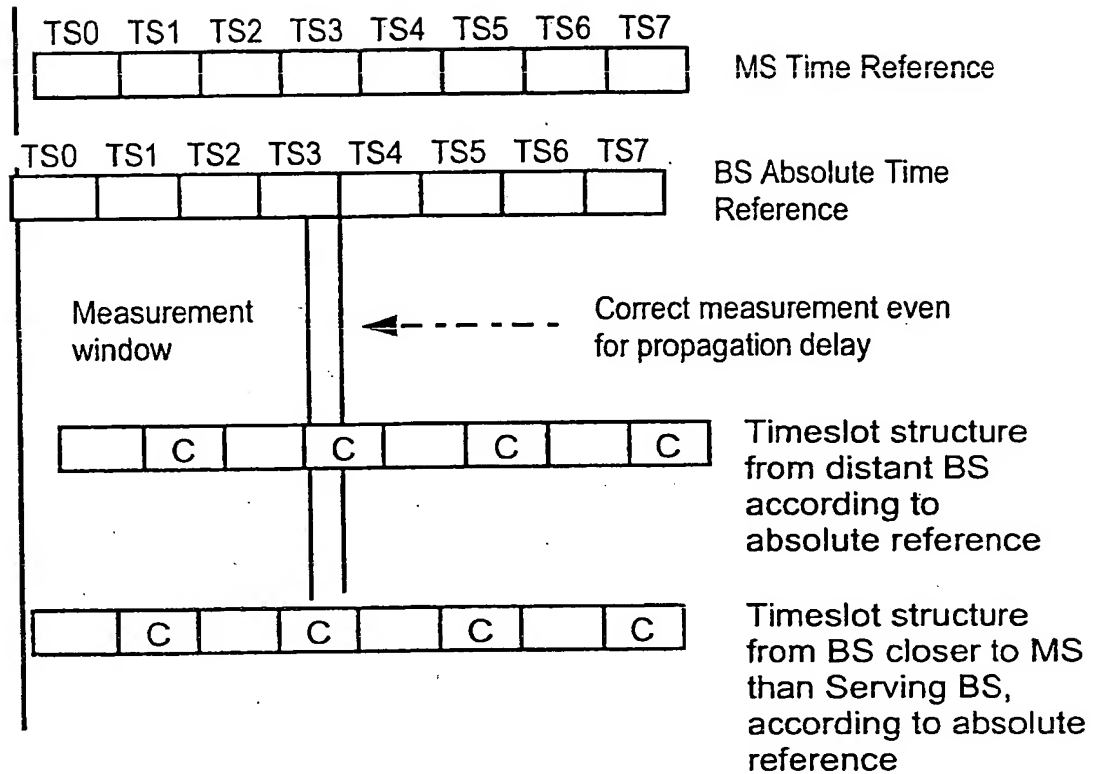 TS0 TS1 TS2 TS3 TS4 TS5 TS6 TS7
MS Time Reference
TS0 TS1 TS2 TS3 TS4 TS5 TS6 TS7
BS Absolute Time
Reference
Measurement
window
Correct measurement even
for propagation delay
C C C C
Timeslot structure
from distant BS
according to
absolute reference
C C C C
Timeslot structure
from BS closer to MS
than Serving BS,
according to absolute
reference